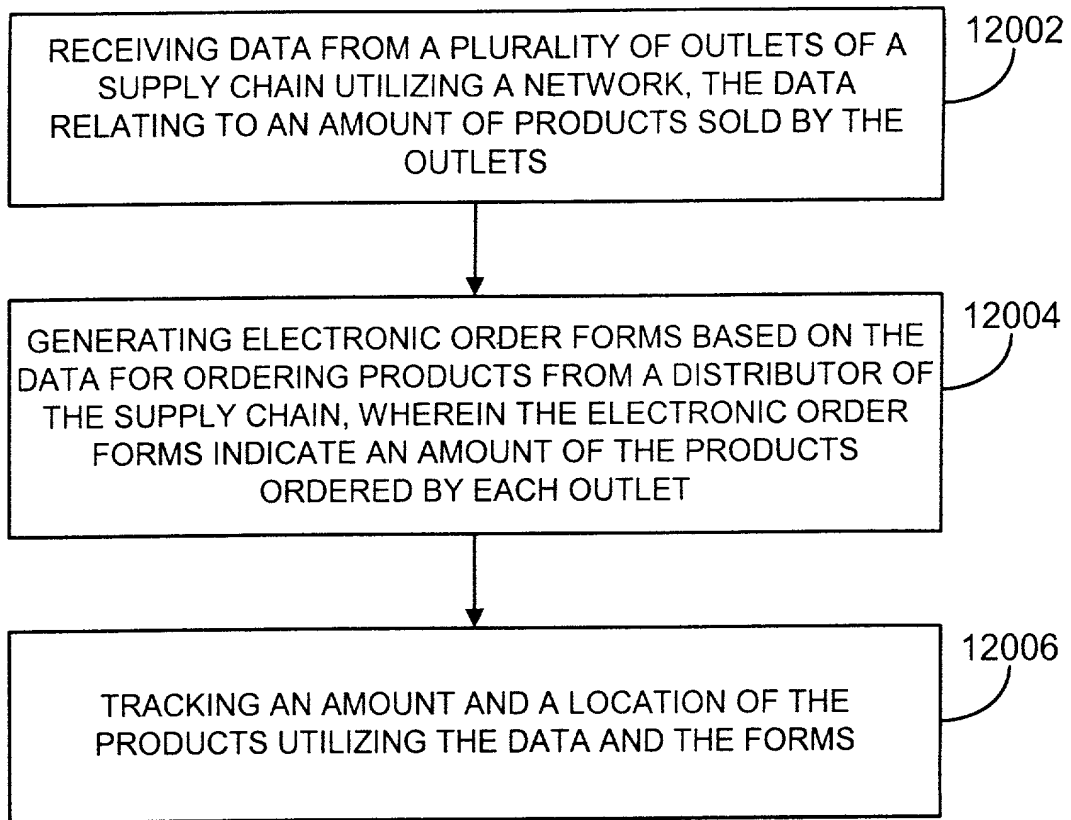 RECEIVING DATA FROM A PLURALITY OF OUTLETS OF A
SUPPLY CHAIN UTILIZING A NETWORK, THE DATA
RELATING TO AN AMOUNT OF PRODUCTS SOLD BY THE
OUTLETS
12002
GENERATING ELECTRONIC ORDER FORMS BASED ON THE
DATA FOR ORDERING PRODUCTS FROM A DISTRIBUTOR OF
THE SUPPLY CHAIN, WHEREIN THE ELECTRONIC ORDER
FORMS INDICATE AN AMOUNT OF THE PRODUCTS
ORDERED BY EACH OUTLET
12004
TRACKING AN AMOUNT AND A LOCATION OF THE
PRODUCTS UTILIZING THE DATA AND THE FORMS
12006